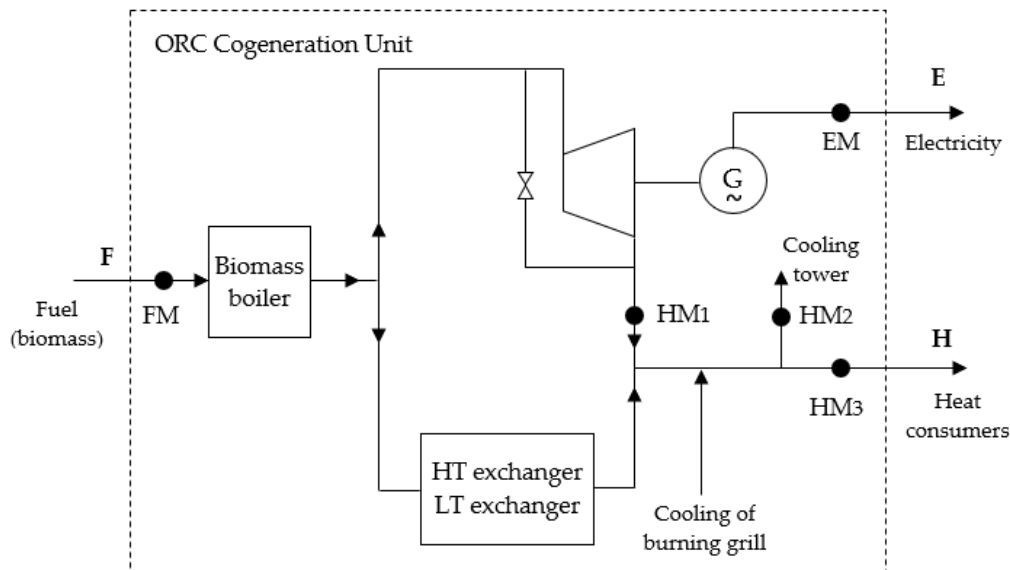 ORC Cogeneration Unit
E
EM
Electricity
G
~
Cooling
tower
F
Biomass
boiler
FM
Fuel
(biomass)
HM1
HM2
H
HM3
Heat
consumers
HT exchanger
LT exchanger
Cooling of
burning grill